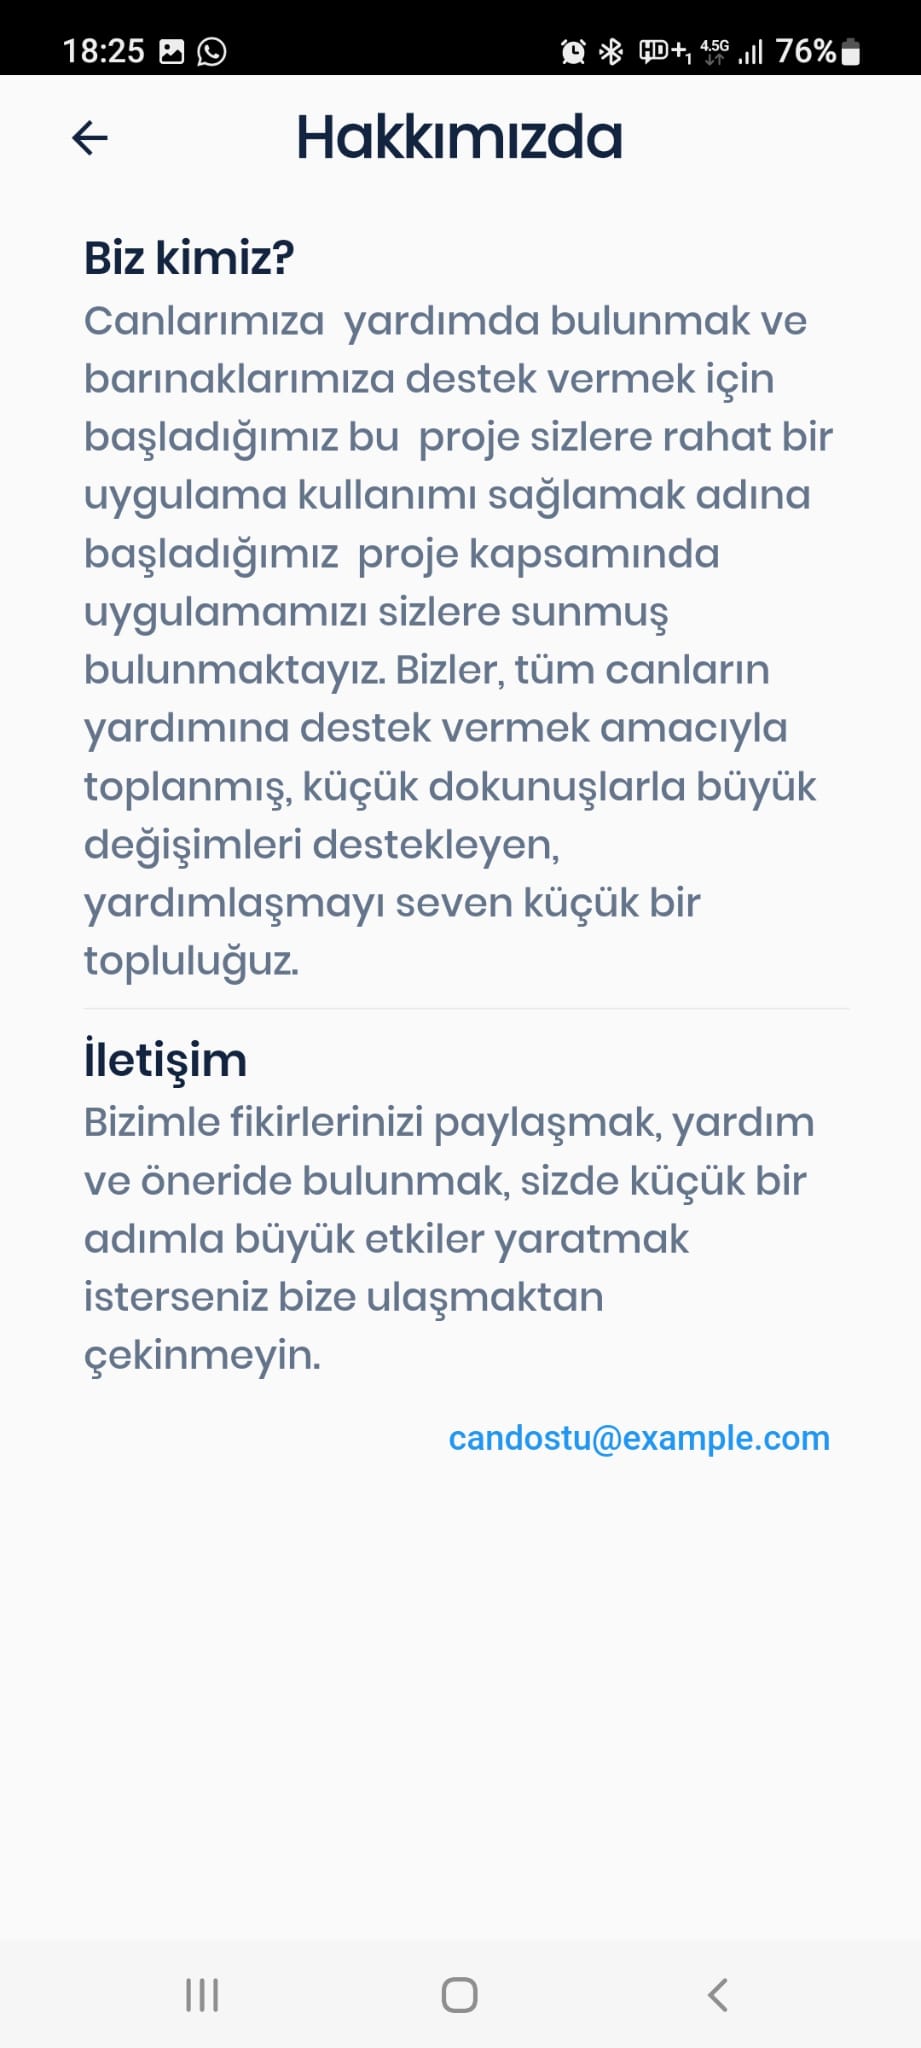 18:25 HD+1 4.5G 76%
Hakkımızda
Biz kimiz?
Canlarımıza  yardımda bulunmak ve
barınaklarımıza destek vermek için
başladığımız bu  proje sizlere rahat bir
uygulama kullanımı sağlamak adına
başladığımız  proje kapsamında
uygulamamızı sizlere sunmuş
bulunmaktayız. Bizler, tüm canların
yardımına destek vermek amacıyla
toplanmış, küçük dokunuşlarla büyük
değişimleri destekleyen,
yardımlaşmayı seven küçük bir
topluluğuz.
İletişim
Bizimle fikirlerinizi paylaşmak, yardım
ve öneride bulunmak, sizde küçük bir
adımla büyük etkiler yaratmak
isterseniz bize ulaşmaktan
çekinmeyin.
candostu@example.com